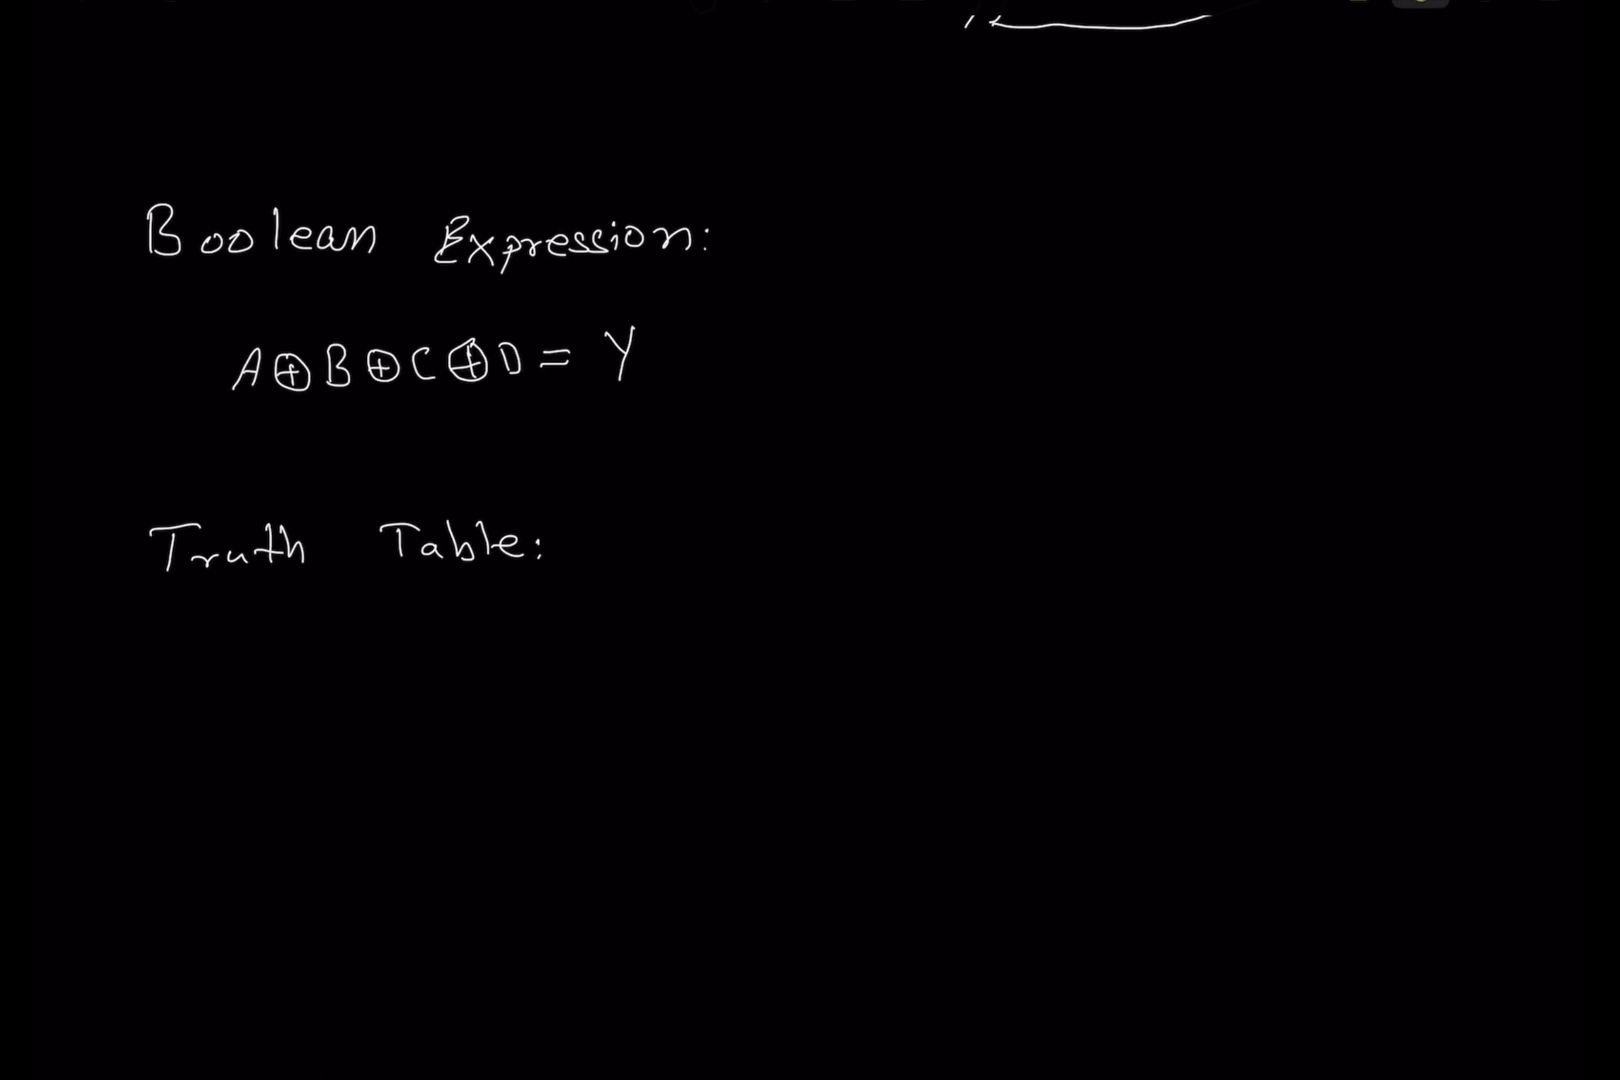 Boolean Expression:
A⊕B⊕C⊕D = Y
Truth Table: